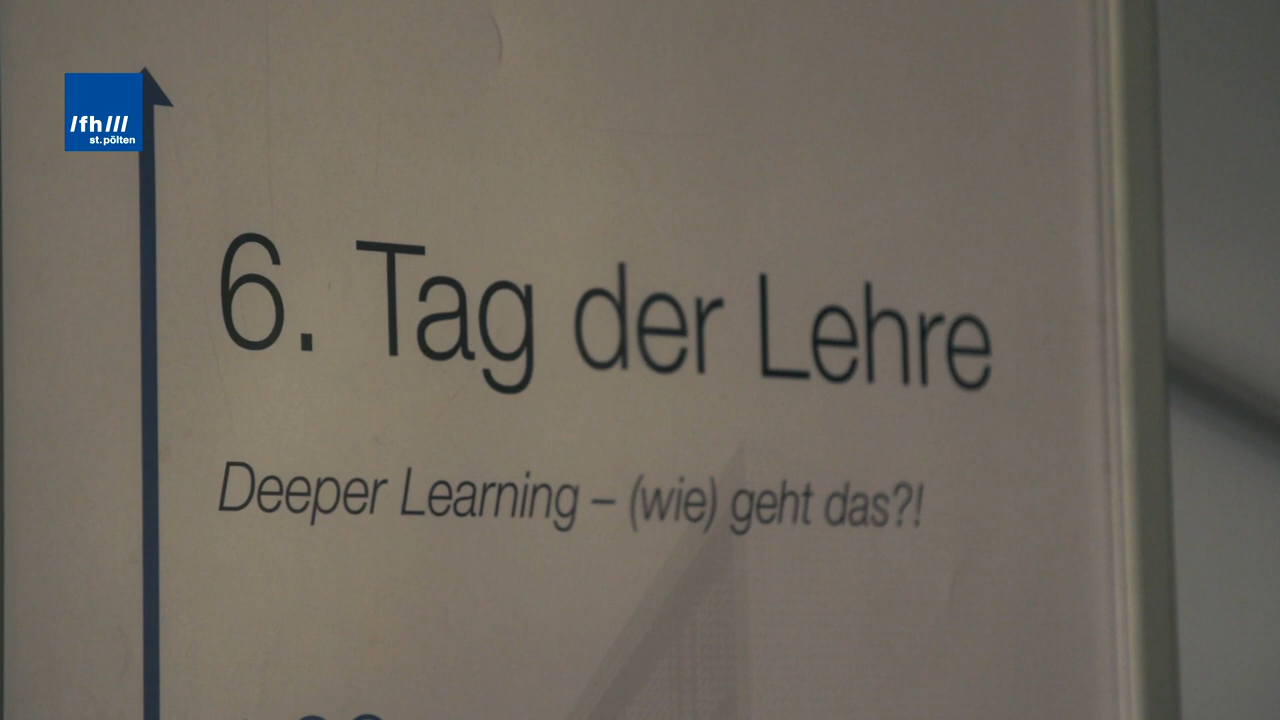 /fh///
st.pölten
6. Tag der Lehre
Deeper Learning – (wie) geht das?!